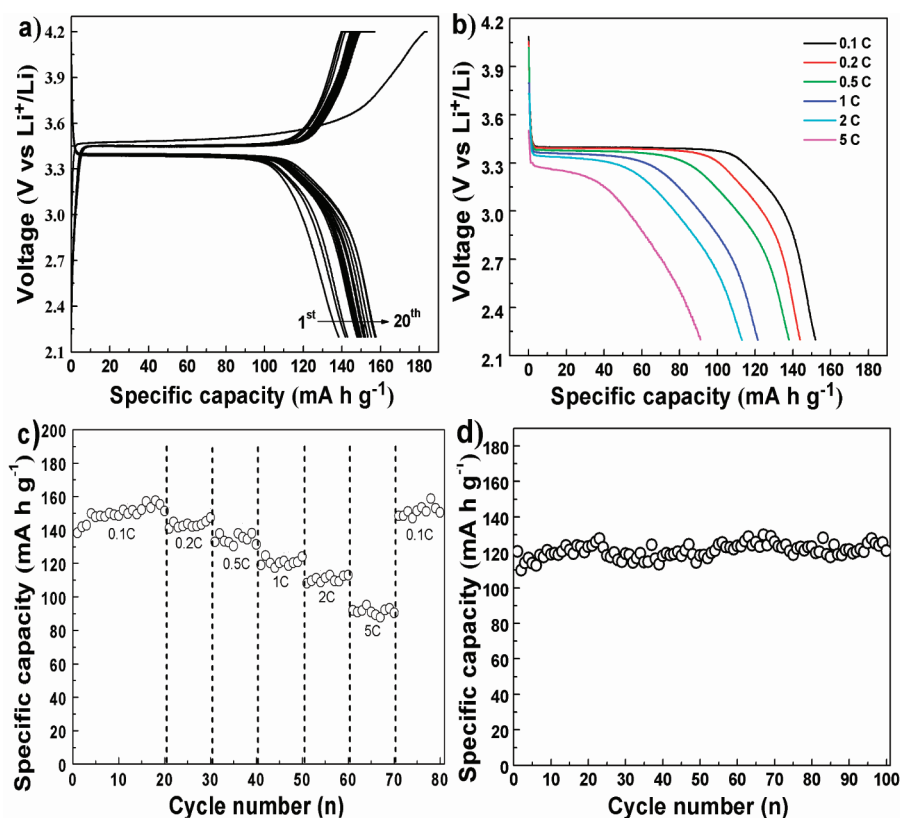 a)
4.2
3.9
3.6
3.3
3.0
2.7
2.4
2.1
Voltage (V vs Li⁺/Li)
1ˢᵗ 20ᵗʰ
0 20 40 60 80 100 120 140 160 180
Specific capacity (mA h g⁻¹)
b)
4.2
3.9
3.6
3.3
3.0
2.7
2.4
2.1
Voltage (V vs Li⁺/Li)
0.1 C
0.2 C
0.5 C
1 C
2 C
5 C
0 20 40 60 80 100 120 140 160 180
Specific capacity (mA h g⁻¹)
c)
200
180
160
140
120
100
80
60
40
20
0
Specific capacity (mA h g⁻¹)
0.1C
0.2C
0.5C
1C
2C
5C
0.1C
0 10 20 30 40 50 60 70 80
Cycle number (n)
d)
180
160
140
120
100
80
60
40
20
0
Specific capacity (mA h g⁻¹)
0 10 20 30 40 50 60 70 80 90 100
Cycle number (n)